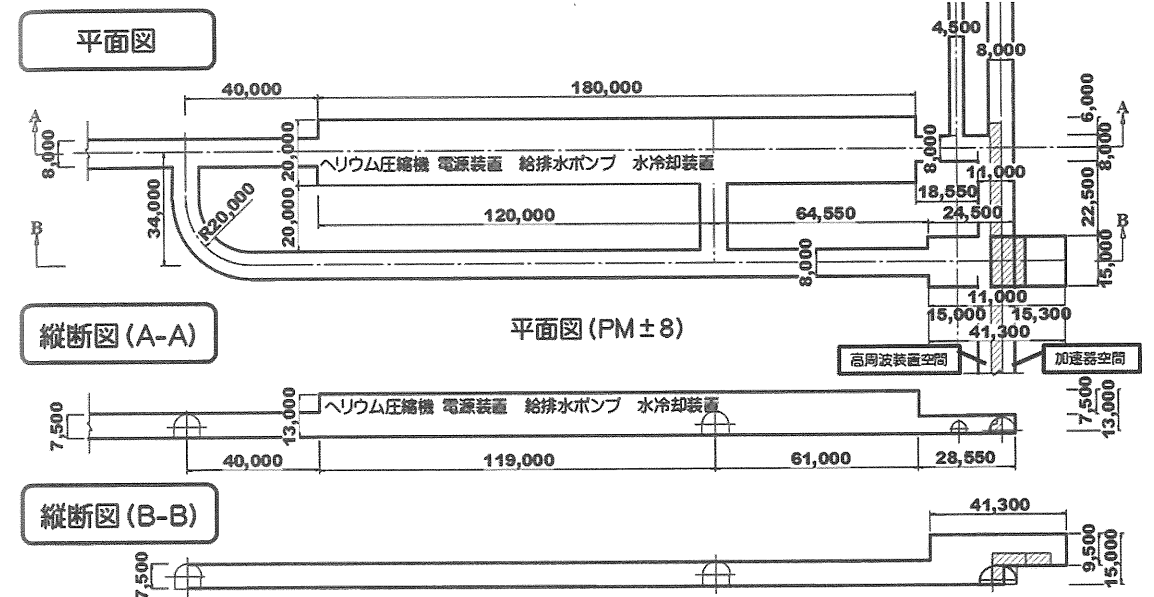 平面図
4,500
8,000
40,000
180,000
6,000
A
A
8,000
20,000
ヘリウム圧縮機 電源装置 給排水ポンプ 水冷却装置
8,000
8,000
11,000
18,550
22,500
34,000
R20,000
20,000
120,000
64,550
24,500
B
B
8,000
15,000
11,000
15,000
15,300
41,300
縦断図(A-A)
平面図(PM±8)
高周波装置空間
加速器空間
7,500
13,000
ヘリウム圧縮機 電源装置 給排水ポンプ 水冷却装置
7,500
13,000
40,000
119,000
61,000
28,550
縦断図(B-B)
41,300
7,500
9,500
15,000